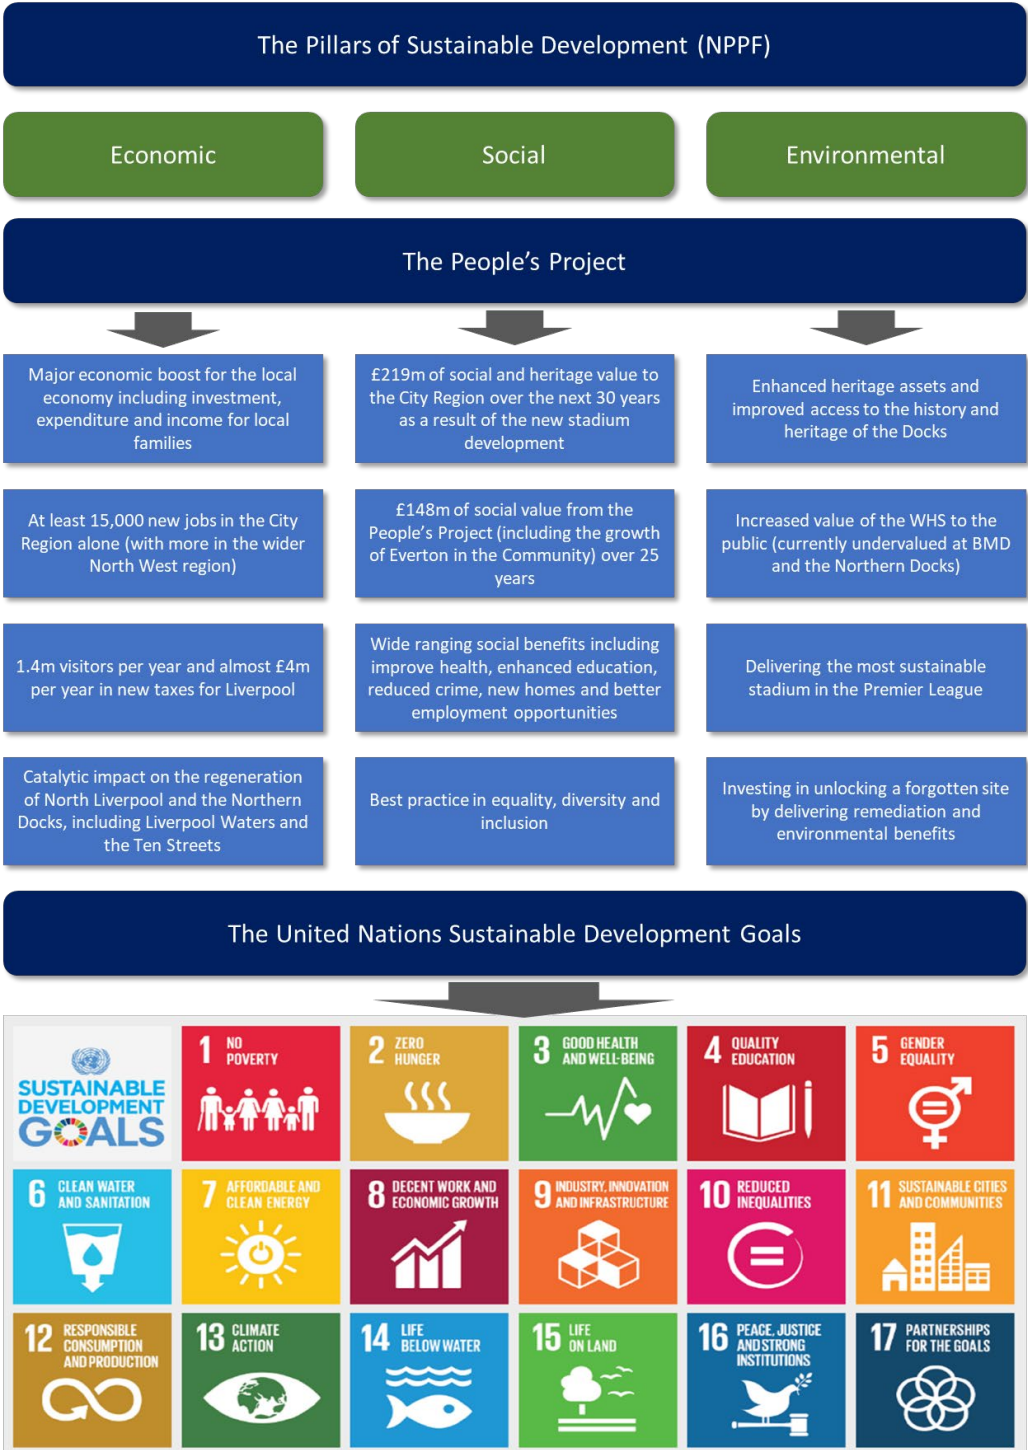 The Pillars of Sustainable Development (NPPF)
Economic
Social
Environmental
The People's Project
Major economic boost for the local
economy including investment,
expenditure and income for local
families
£219m of social and heritage value to
the City Region over the next 30 years
as a result of the new stadium
development
Enhanced heritage assets and
improved access to the history and
heritage of the Docks
At least 15,000 new jobs in the City
Region alone (with more in the wider
North West region)
£148m of social value from the
People's Project (including the growth
of Everton in the Community) over 25
years
Increased value of the WHS to the
public (currently undervalued at BMD
and the Northern Docks)
1.4m visitors per year and almost £4m
per year in new taxes for Liverpool
Wide ranging social benefits including
improve health, enhanced education,
reduced crime, new homes and better
employment opportunities
Delivering the most sustainable
stadium in the Premier League
Catalytic impact on the regeneration
of North Liverpool and the Northern
Docks, including Liverpool Waters and
the Ten Streets
Best practice in equality, diversity and
inclusion
Investing in unlocking a forgotten site
by delivering remediation and
environmental benefits
The United Nations Sustainable Development Goals
SUSTAINABLE
DEVELOPMENT
GOALS
1 NO
POVERTY
2 ZERO
HUNGER
3 GOOD HEALTH
AND WELL-BEING
4 QUALITY
EDUCATION
5 GENDER
EQUALITY
6 CLEAN WATER
AND SANITATION
7 AFFORDABLE AND
CLEAN ENERGY
8 DECENT WORK AND
ECONOMIC GROWTH
9 INDUSTRY, INNOVATION
AND INFRASTRUCTURE
10 REDUCED
INEQUALITIES
11 SUSTAINABLE CITIES
AND COMMUNITIES
12 RESPONSIBLE
CONSUMPTION
AND PRODUCTION
13 CLIMATE
ACTION
14 LIFE
BELOW WATER
15 LIFE
ON LAND
16 PEACE, JUSTICE
AND STRONG
INSTITUTIONS
17 PARTNERSHIPS
FOR THE GOALS